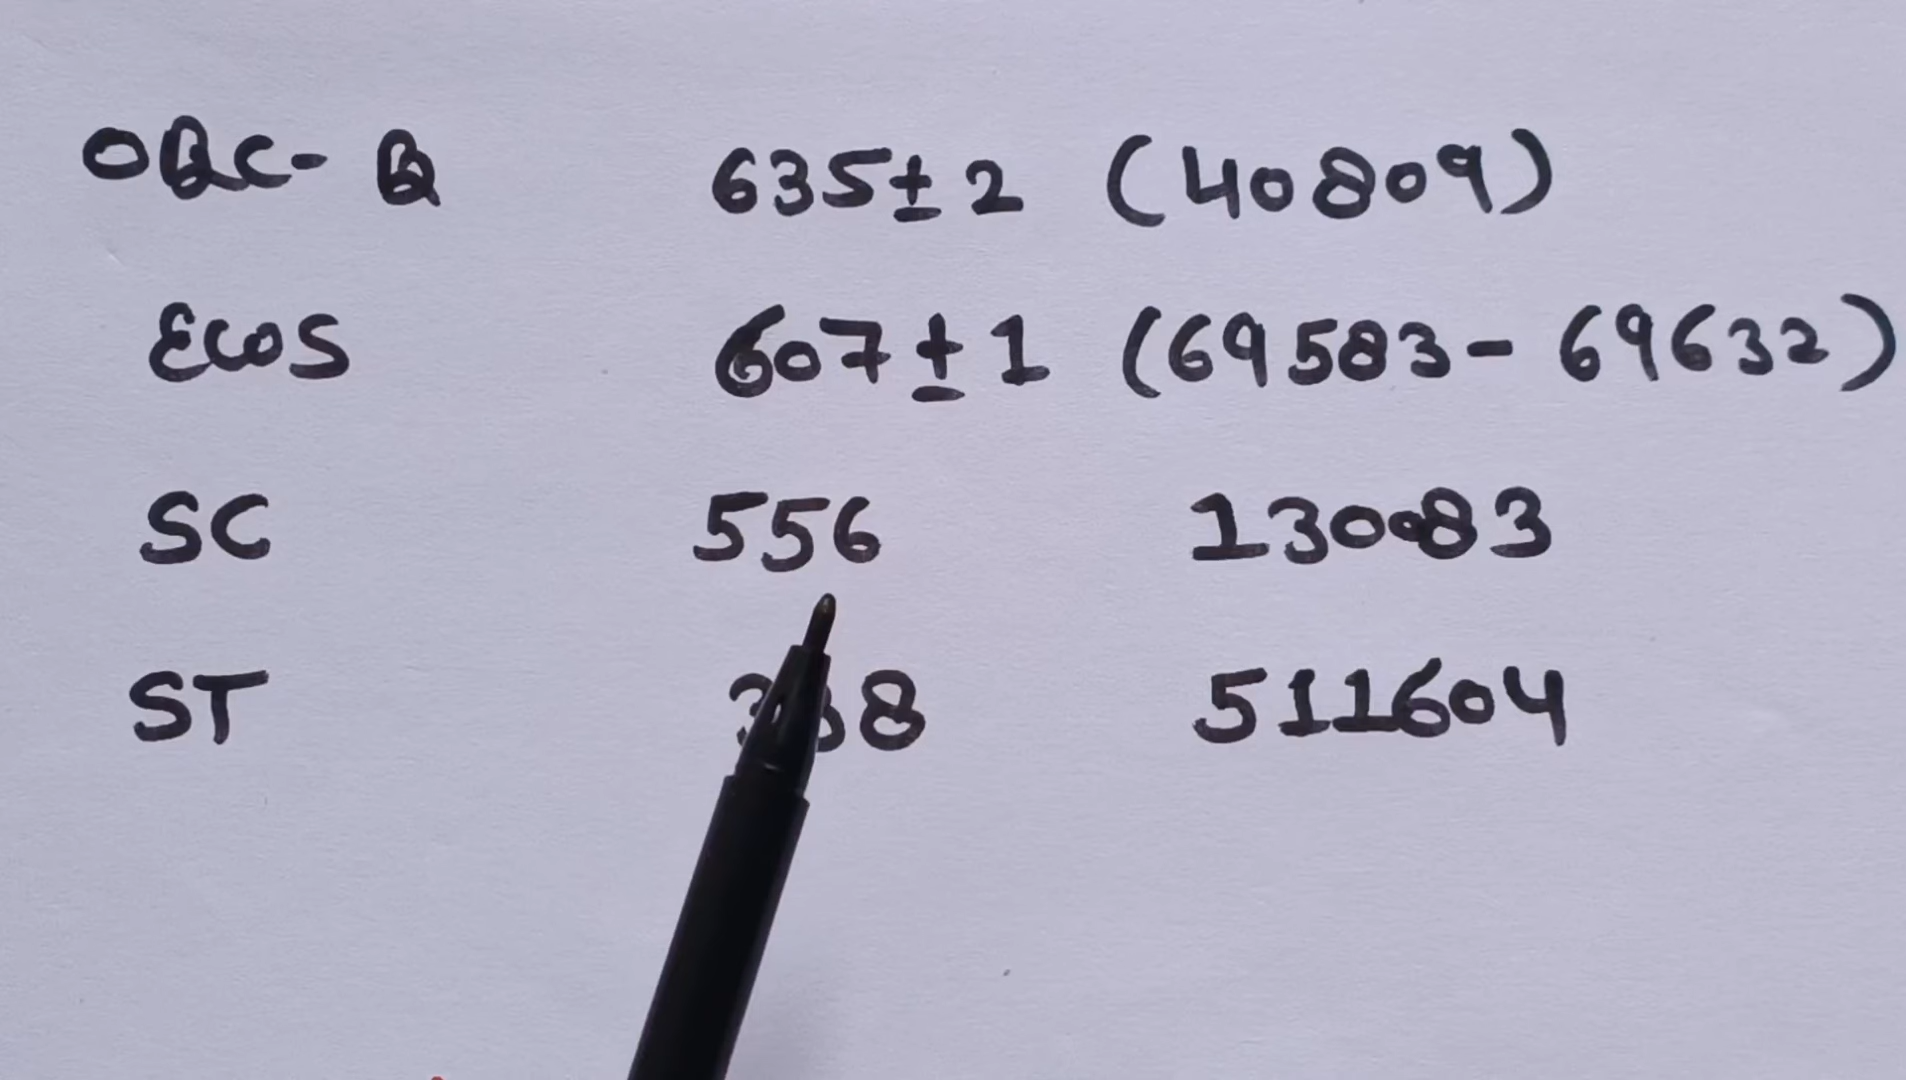 OBC-B 635±2 (40809)
ECOS 607±1 (69583-69632)
SC 556 130083
ST 511604